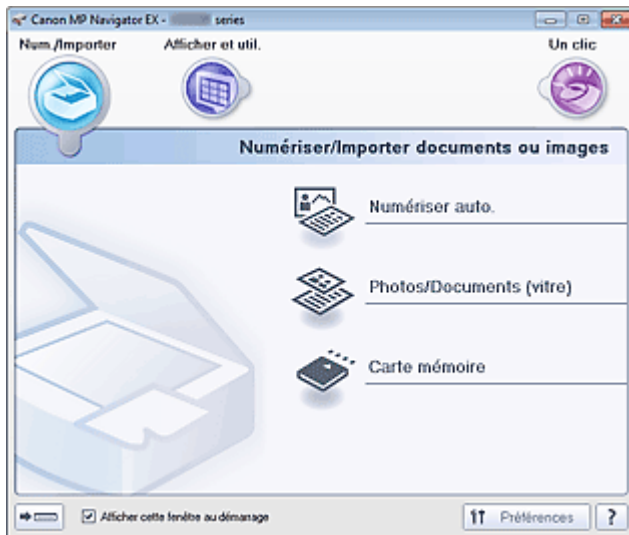 Canon MP Navigator EX - series
Num./Importer
Afficher et util.
Un clic
Numériser/Importer documents ou images
Numériser auto.
Photos/Documents (vitre)
Carte mémoire
Afficher cette fenêtre au démarrage
Préférences
?